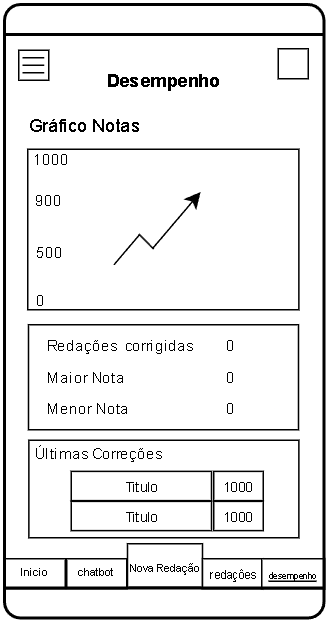 Desempenho
Gráfico Notas
1000
900
500
0
Redações corrigidas 0
Maior Nota 0
Menor Nota 0
Últimas Correções
Titulo 1000
Titulo 1000
Inicio chatbot Nova Redação redações desempenho